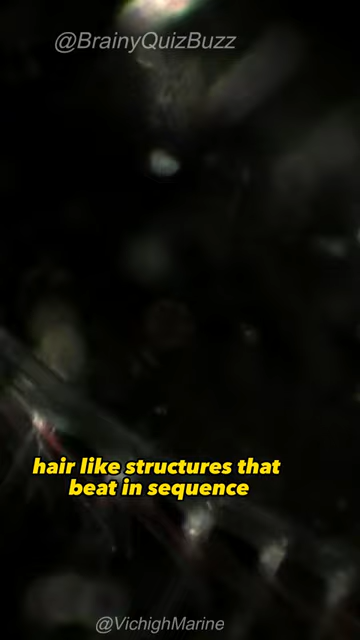 @BrainyQuizBuzz
hair like structures that
beat in sequence
@VichighMarine